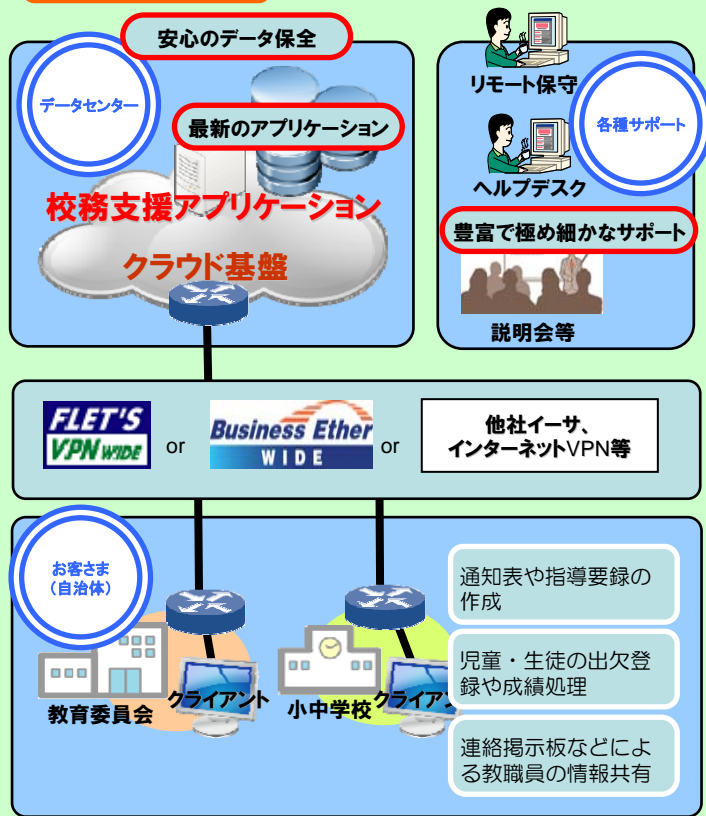 安心のデータ保全
データセンター
最新のアプリケーション
校務支援アプリケーション
クラウド基盤
リモート保守
各種サポート
ヘルプデスク
豊富で極め細かなサポート
説明会等
FLET'S
VPN WIDE
or
Business Ether
WIDE
or
他社イーサ、
インターネットVPN等
お客さま
(自治体)
教育委員会
クライアント
小中学校
クライアン
通知表や指導要録の
作成
児童・生徒の出欠登
録や成績処理
連絡掲示板などによ
る教職員の情報共有